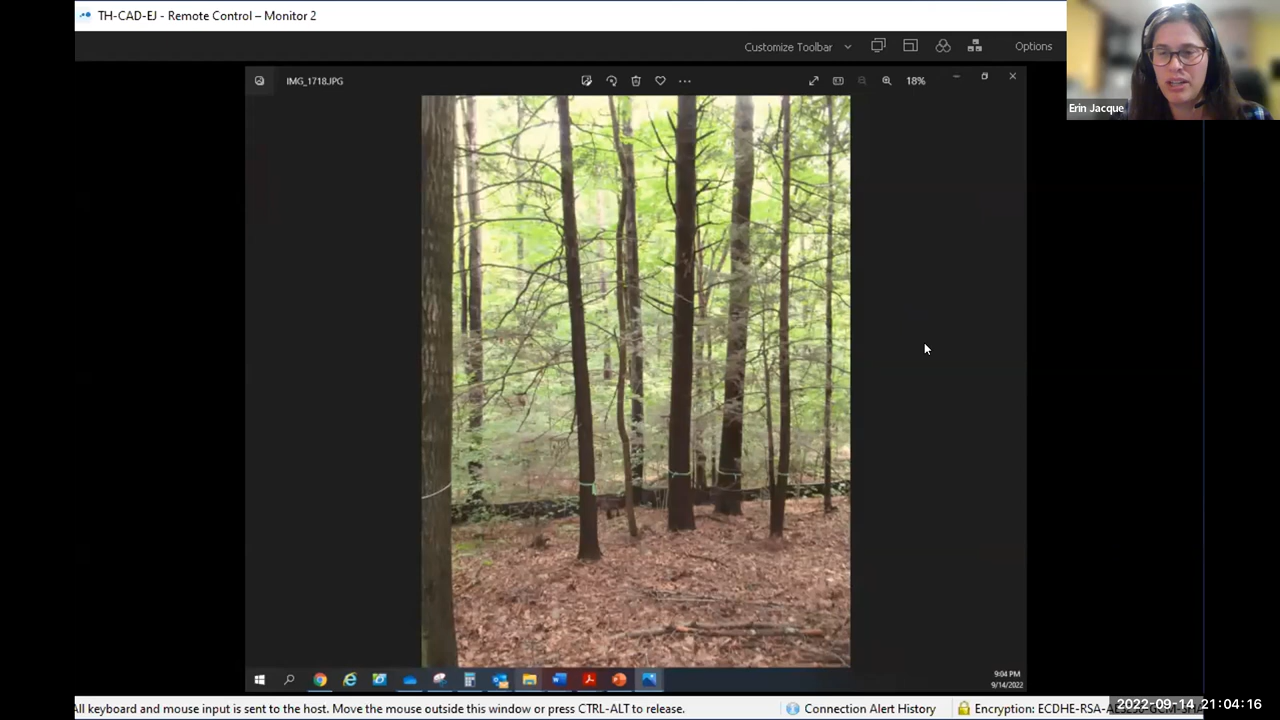 TH-CAD-EJ - Remote Control – Monitor 2
Customize Toolbar
Options
IMG_1718.JPG
18%
Erin Jacque
9:04 PM
9/14/2022
All keyboard and mouse input is sent to the host. Move the mouse outside this window or press CTRL-ALT to release.
Connection Alert History
Encryption: ECDHE-RSA-
2022-09-14 21:04:16